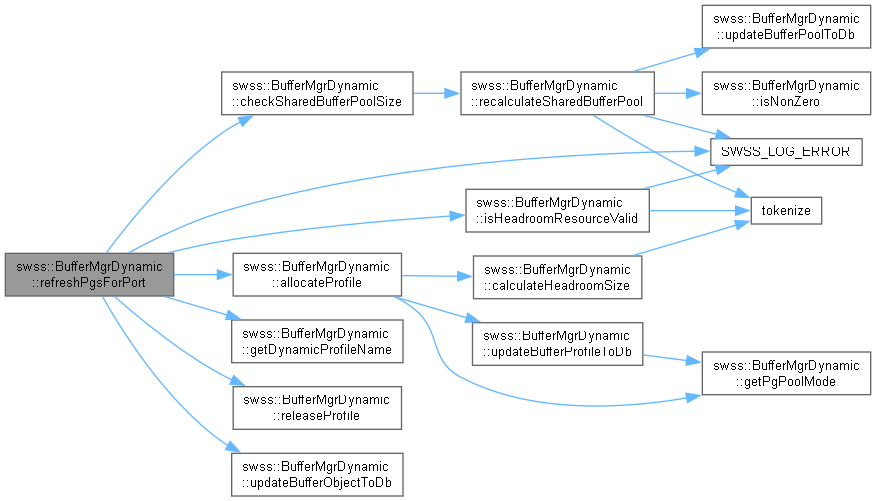 swss::BufferMgrDynamic
::refreshPgsForPort
swss::BufferMgrDynamic
::checkSharedBufferPoolSize
swss::BufferMgrDynamic
::recalculateSharedBufferPool
swss::BufferMgrDynamic
::updateBufferPoolToDb
swss::BufferMgrDynamic
::isNonZero
SWSS_LOG_ERROR
tokenize
swss::BufferMgrDynamic
::isHeadroomResourceValid
swss::BufferMgrDynamic
::allocateProfile
swss::BufferMgrDynamic
::calculateHeadroomSize
swss::BufferMgrDynamic
::updateBufferProfileToDb
swss::BufferMgrDynamic
::getPgPoolMode
swss::BufferMgrDynamic
::getDynamicProfileName
swss::BufferMgrDynamic
::releaseProfile
swss::BufferMgrDynamic
::updateBufferObjectToDb